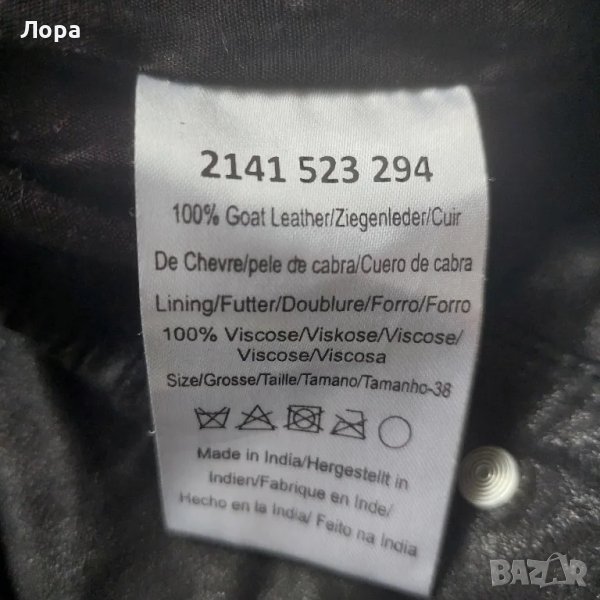 Лора
2141 523 294
100% Goat Leather/Ziegenleder/Cuir
De Chevre/pele de cabra/Cuero de cabra
Lining/Futter/Doublure/Forro/Forro
100% Viscose/Viskose/Viscose/
Viscose/Viscosa
Size/Grosse/Taille/Tamano/Tamanho-38
Made in India/Hergestellt in
Indien/Fabrique en Inde/
Hecho en la India/ Feito na India
BAZAR